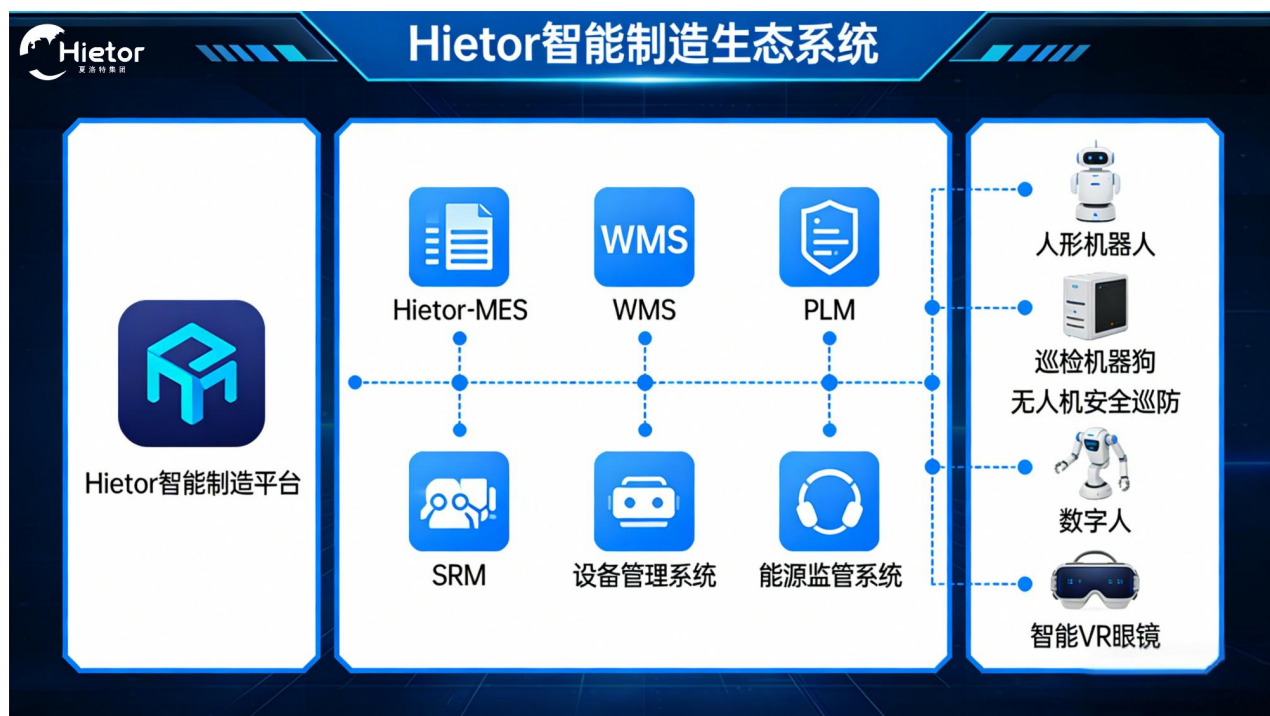 Hietor
夏洛特集团
Hietor智能制造生态系统
Hietor智能制造平台
WMS
Hietor-MES
WMS
PLM
SRM
设备管理系统
能源监管系统
人形机器人
巡检机器狗
无人机安全巡防
数字人
智能VR眼镜